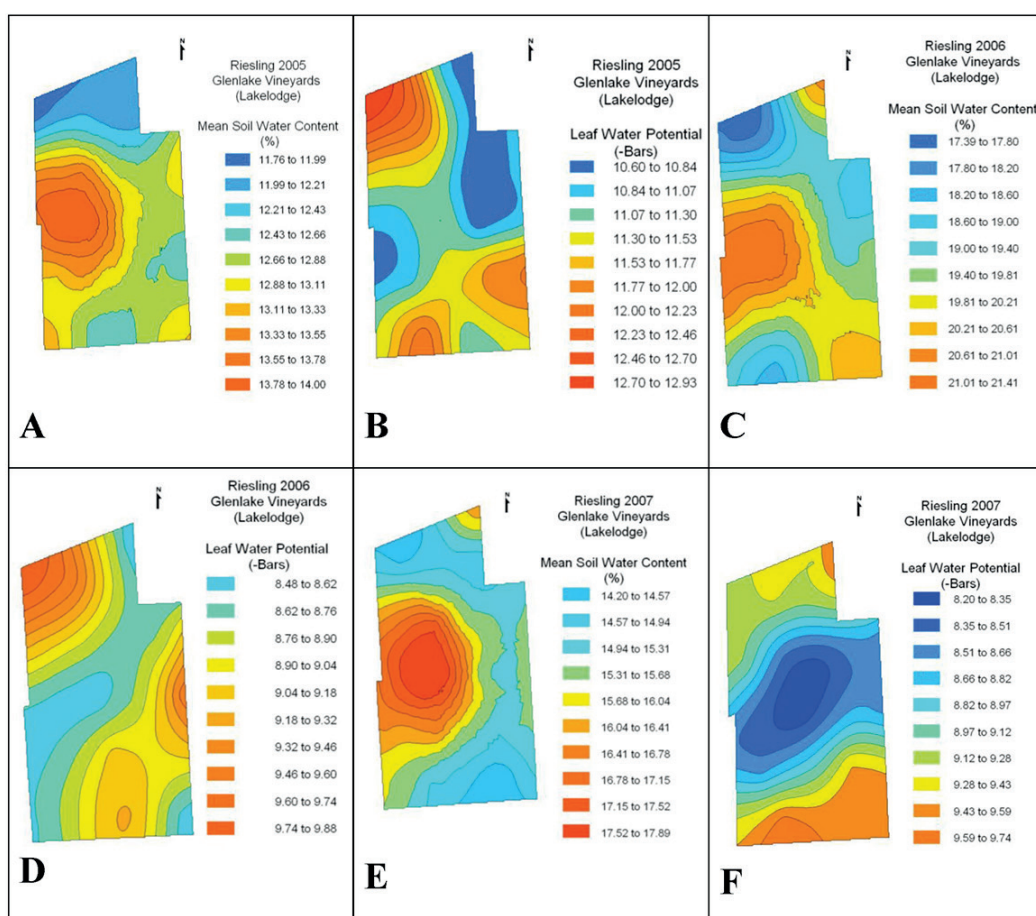 N
Riesling 2005
Glenlake Vineyards
(Lakelodge)
Mean Soil Water Content
(%)
11.76 to 11.99
11.99 to 12.21
12.21 to 12.43
12.43 to 12.66
12.66 to 12.88
12.88 to 13.11
13.11 to 13.33
13.33 to 13.55
13.55 to 13.78
13.78 to 14.00
A
N
Riesling 2005
Glenlake Vineyards
(Lakelodge)
Leaf Water Potential
(-Bars)
10.60 to 10.84
10.84 to 11.07
11.07 to 11.30
11.30 to 11.53
11.53 to 11.77
11.77 to 12.00
12.00 to 12.23
12.23 to 12.46
12.46 to 12.70
12.70 to 12.93
B
N
Riesling 2006
Glenlake Vineyards
(Lakelodge)
Mean Soil Water Content
(%)
17.39 to 17.80
17.80 to 18.20
18.20 to 18.60
18.60 to 19.00
19.00 to 19.40
19.40 to 19.81
19.81 to 20.21
20.21 to 20.61
20.61 to 21.01
21.01 to 21.41
C
N
Riesling 2006
Glenlake Vineyards
(Lakelodge)
Leaf Water Potential
(-Bars)
8.48 to 8.62
8.62 to 8.76
8.76 to 8.90
8.90 to 9.04
9.04 to 9.18
9.18 to 9.32
9.32 to 9.46
9.46 to 9.60
9.60 to 9.74
9.74 to 9.88
D
N
Riesling 2007
Glenlake Vineyards
(Lakelodge)
Mean Soil Water Content
(%)
14.20 to 14.57
14.57 to 14.94
14.94 to 15.31
15.31 to 15.68
15.68 to 16.04
16.04 to 16.41
16.41 to 16.78
16.78 to 17.15
17.15 to 17.52
17.52 to 17.89
E
N
Riesling 2007
Glenlake Vineyards
(Lakelodge)
Leaf Water Potential
(-Bars)
8.20 to 8.35
8.35 to 8.51
8.51 to 8.66
8.66 to 8.82
8.82 to 8.97
8.97 to 9.12
9.12 to 9.28
9.28 to 9.43
9.43 to 9.59
9.59 to 9.74
F